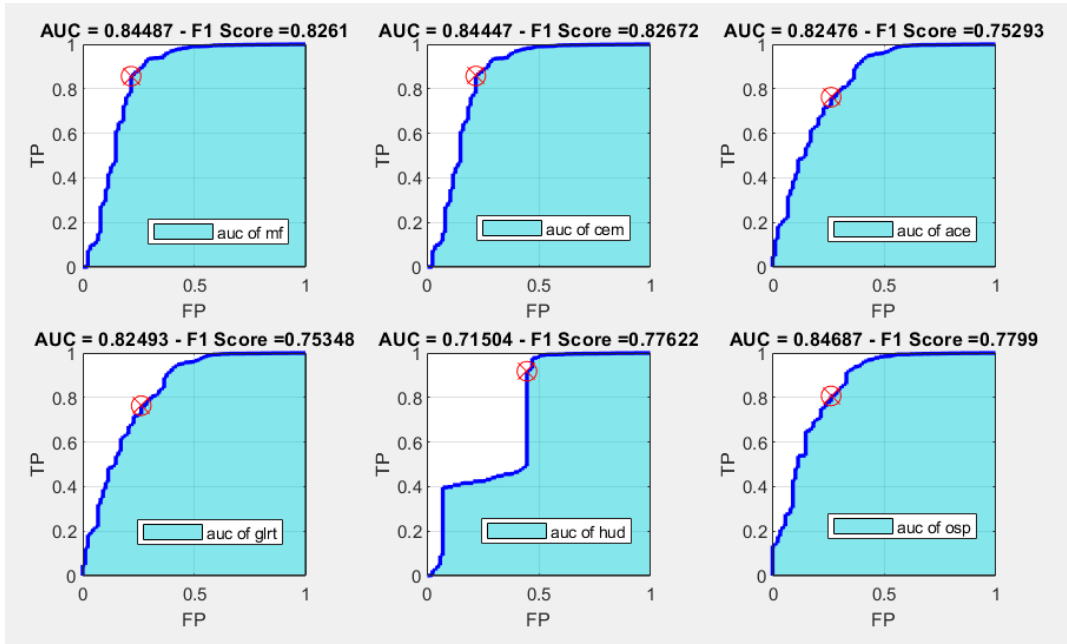 AUC = 0.84487 - F1 Score =0.8261
1
0.8
0.6
0.4
0.2
0
TP
auc of mf
0
0.5
1
FP
AUC = 0.84447 - F1 Score =0.82672
1
0.8
0.6
0.4
0.2
0
TP
auc of cem
0
0.5
1
FP
AUC = 0.82476 - F1 Score =0.75293
1
0.8
0.6
0.4
0.2
0
TP
auc of ace
0
0.5
1
FP
AUC = 0.82493 - F1 Score =0.75348
1
0.8
0.6
0.4
0.2
0
TP
auc of glrt
0
0.5
1
FP
AUC = 0.71504 - F1 Score =0.77622
1
0.8
0.6
0.4
0.2
0
TP
auc of hud
0
0.5
1
FP
AUC = 0.84687 - F1 Score =0.7799
1
0.8
0.6
0.4
0.2
0
TP
auc of osp
0
0.5
1
FP